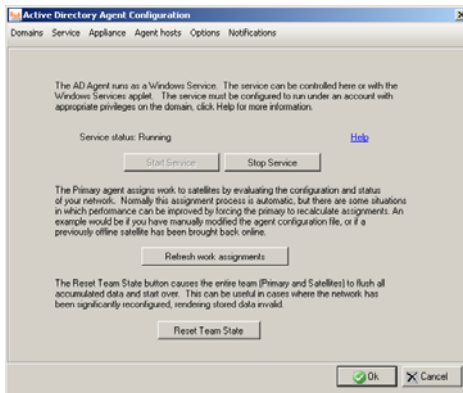 Active Directory Agent Configuration
Domains Service Appliance Agent hosts Options Notifications
The AD Agent runs as a Windows Service. The service can be controlled here or with the
Windows Services applet. The service must be configured to run under an account with
appropriate privileges on the domain, click Help for more information.
Service status: Running Help
Start Service Stop Service
The Primary agent assigns work to satellites by evaluating the configuration and status
of your network. Normally this assignment process is automatic, but there are some situations
in which performance can be improved by forcing the primary to recalculate assignments. An
example would be if you have manually modified the agent configuration file, or if a
previously offline satellite has been brought back online.
Refresh work assignments
The Reset Team State button causes the entire team (Primary and Satellites) to flush all
accumulated data and start over. This can be useful in cases where the network has
been significantly reconfigured, rendering stored data invalid.
Reset Team State
Ok Cancel